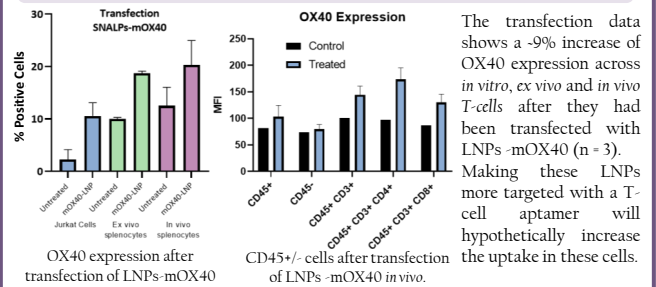 Transfection
SNALPs-mOX40
% Positive Cells
30
20
10
0
Untreated
mOX40-LNP
Untreated
mOX40-LNP
Untreated
mOX40-LNP
Jurkat Cells
Ex vivo
splenocytes
In vivo
splenocytes
OX40 expression after
transfection of LNPs-mOX40
OX40 Expression
Control
Treated
MFI
250
200
150
100
50
0
CD45+
CD45-
CD45+ CD3+
CD45+ CD3+ CD4+
CD45+ CD3+ CD8+
CD45+/- cells after transfection
of LNPs -mOX40 in vivo.
The transfection data
shows a ~9% increase of
OX40 expression across
in vitro, ex vivo and in vivo
T-cells after they had
been transfected with
LNPs -mOX40 (n = 3).
Making these LNPs
more targeted with a T-
cell aptamer will
hypothetically increase
the uptake in these cells.